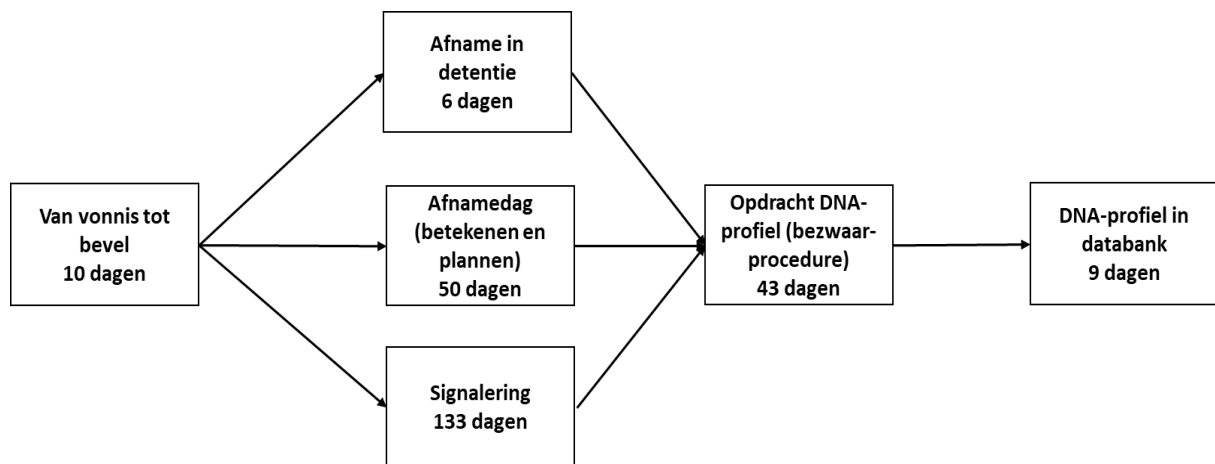 Van vonnis tot
bevel
10 dagen
Afname in
detentie
6 dagen
Afnamedag
(betekenen en
plannen)
50 dagen
Signalering
133 dagen
Opdracht DNA-
profiel (bezwaar-
procedure)
43 dagen
DNA-profiel in
databank
9 dagen